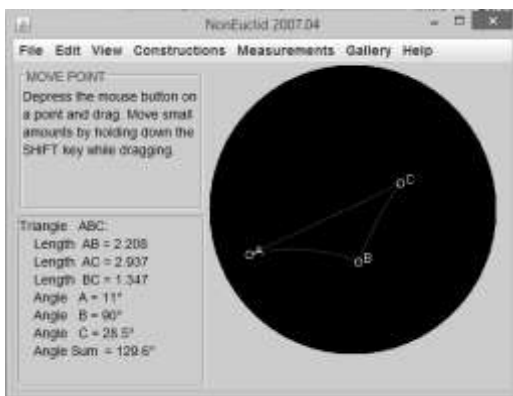 NonEuclid 2007.04
File Edit View Constructions Measurements Gallery Help
MOVE POINT
Depress the mouse button on
a point and drag. Move small
amounts by holding down the
SHIFT key while dragging.
Triangle ABC:
Length AB = 2.208
Length AC = 2.937
Length BC = 1.347
Angle A = 11°
Angle B = 90°
Angle C = 28.5°
Angle Sum = 129.6°
C
A
B